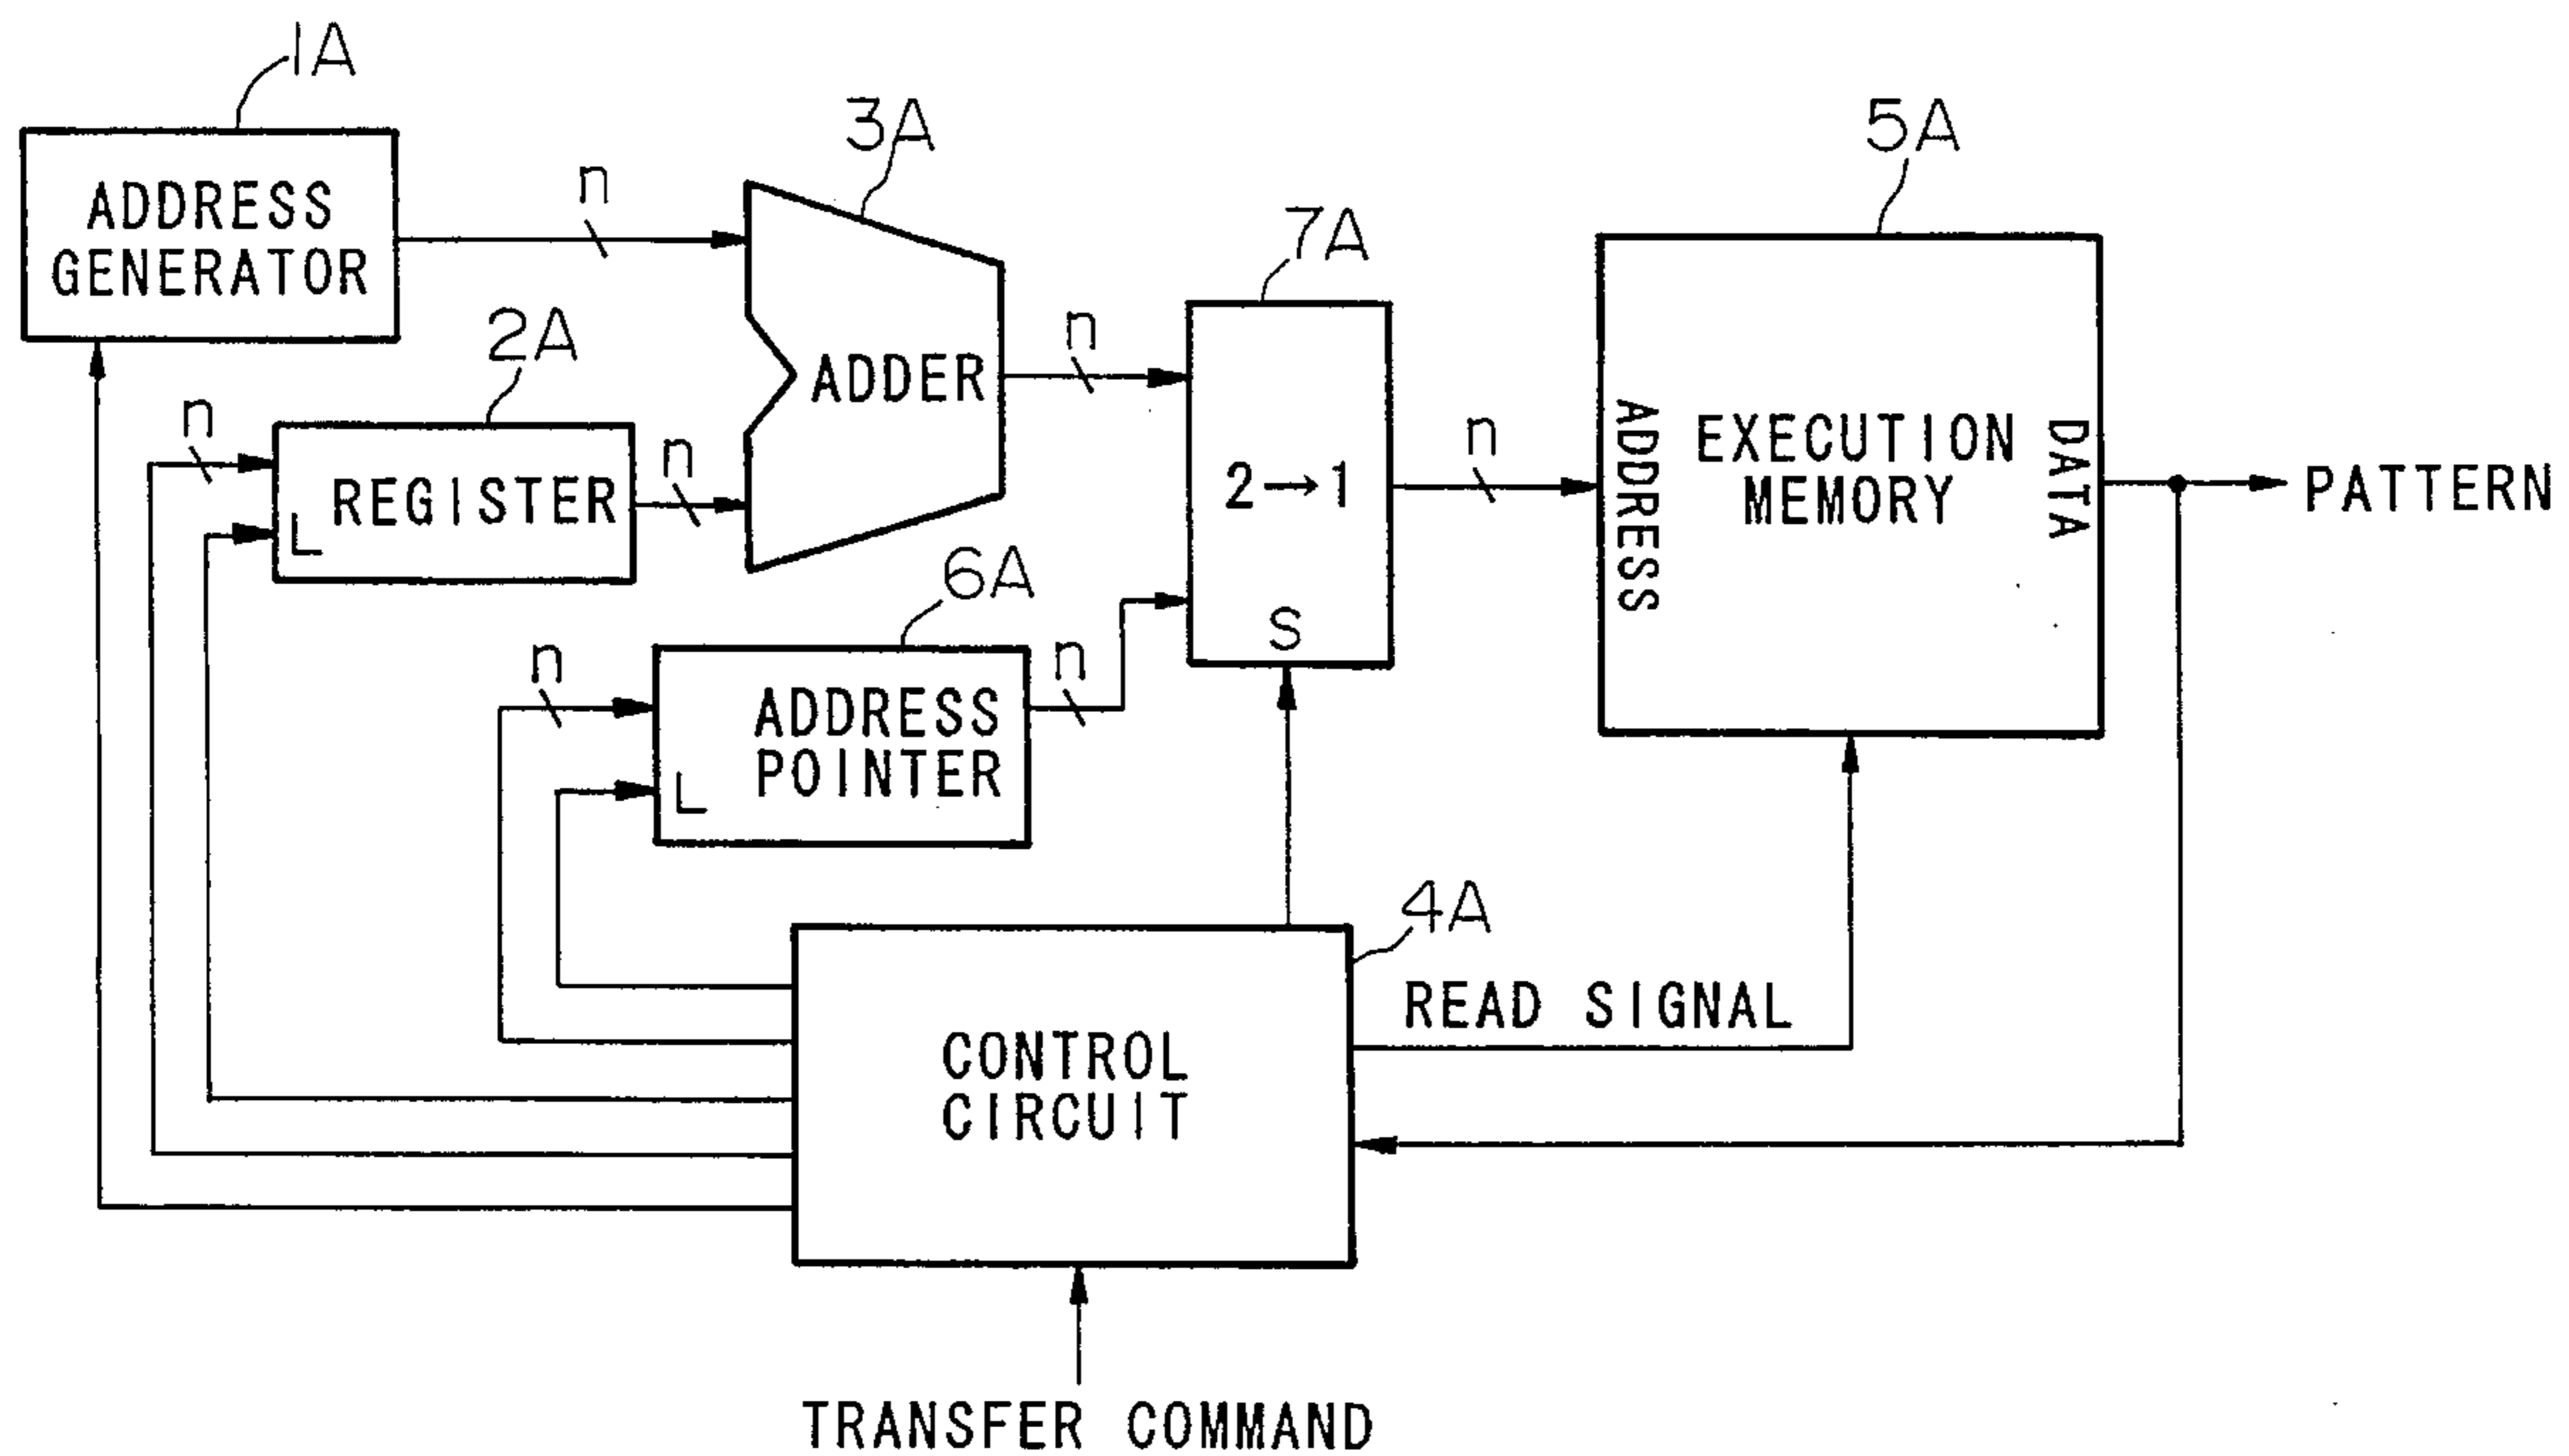 1A
ADDRESS
GENERATOR
n
3A
ADDER
2A
n
L REGISTER
n
n
7A
2→1
S
n
5A
ADDRESS
EXECUTION
MEMORY
DATA
PATTERN
6A
n
ADDRESS
L POINTER
n
4A
CONTROL
CIRCUIT
READ SIGNAL
TRANSFER COMMAND